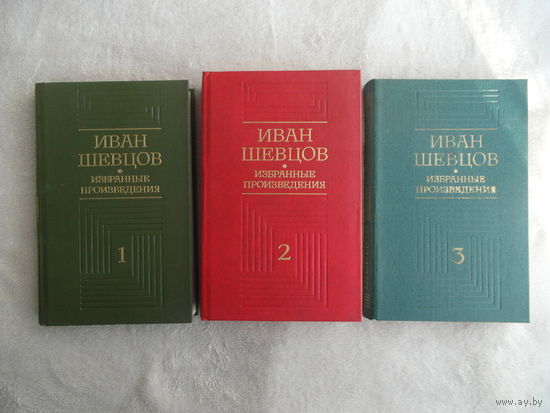 ИВАН
ШЕВЦОВ
ИЗБРАННЫЕ
ПРОИЗВЕДЕНИЯ
1
ИВАН
ШЕВЦОВ
ИЗБРАННЫЕ
ПРОИЗВЕДЕНИЯ
2
ИВАН
ШЕВЦОВ
ИЗБРАННЫЕ
ПРОИЗВЕДЕНИЯ
3
www.ay.by